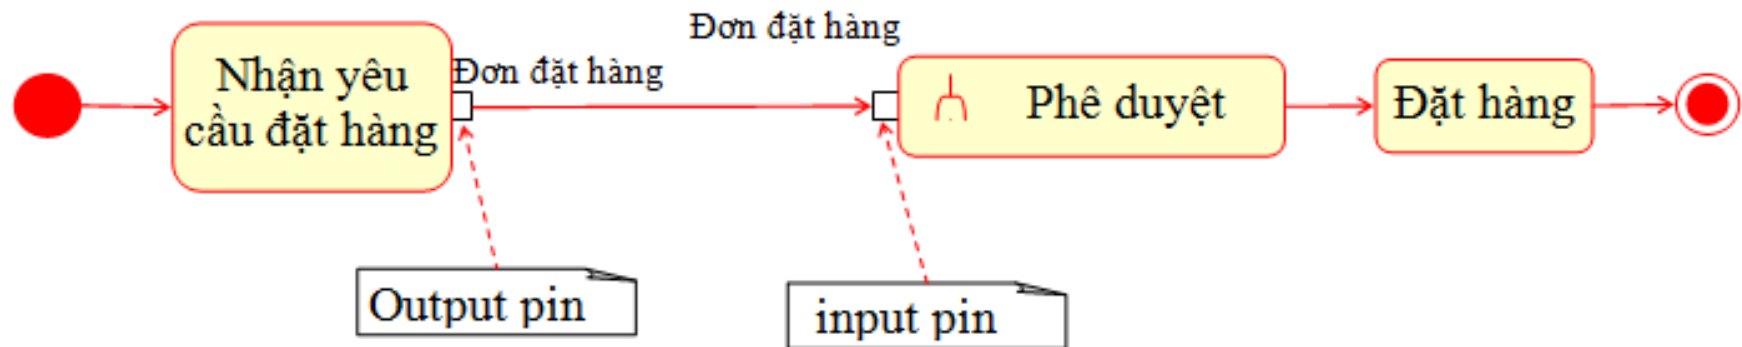 Đơn đặt hàng
Nhận yêu
cầu đặt hàng
Đơn đặt hàng
Phê duyệt
Đặt hàng
Output pin
input pin